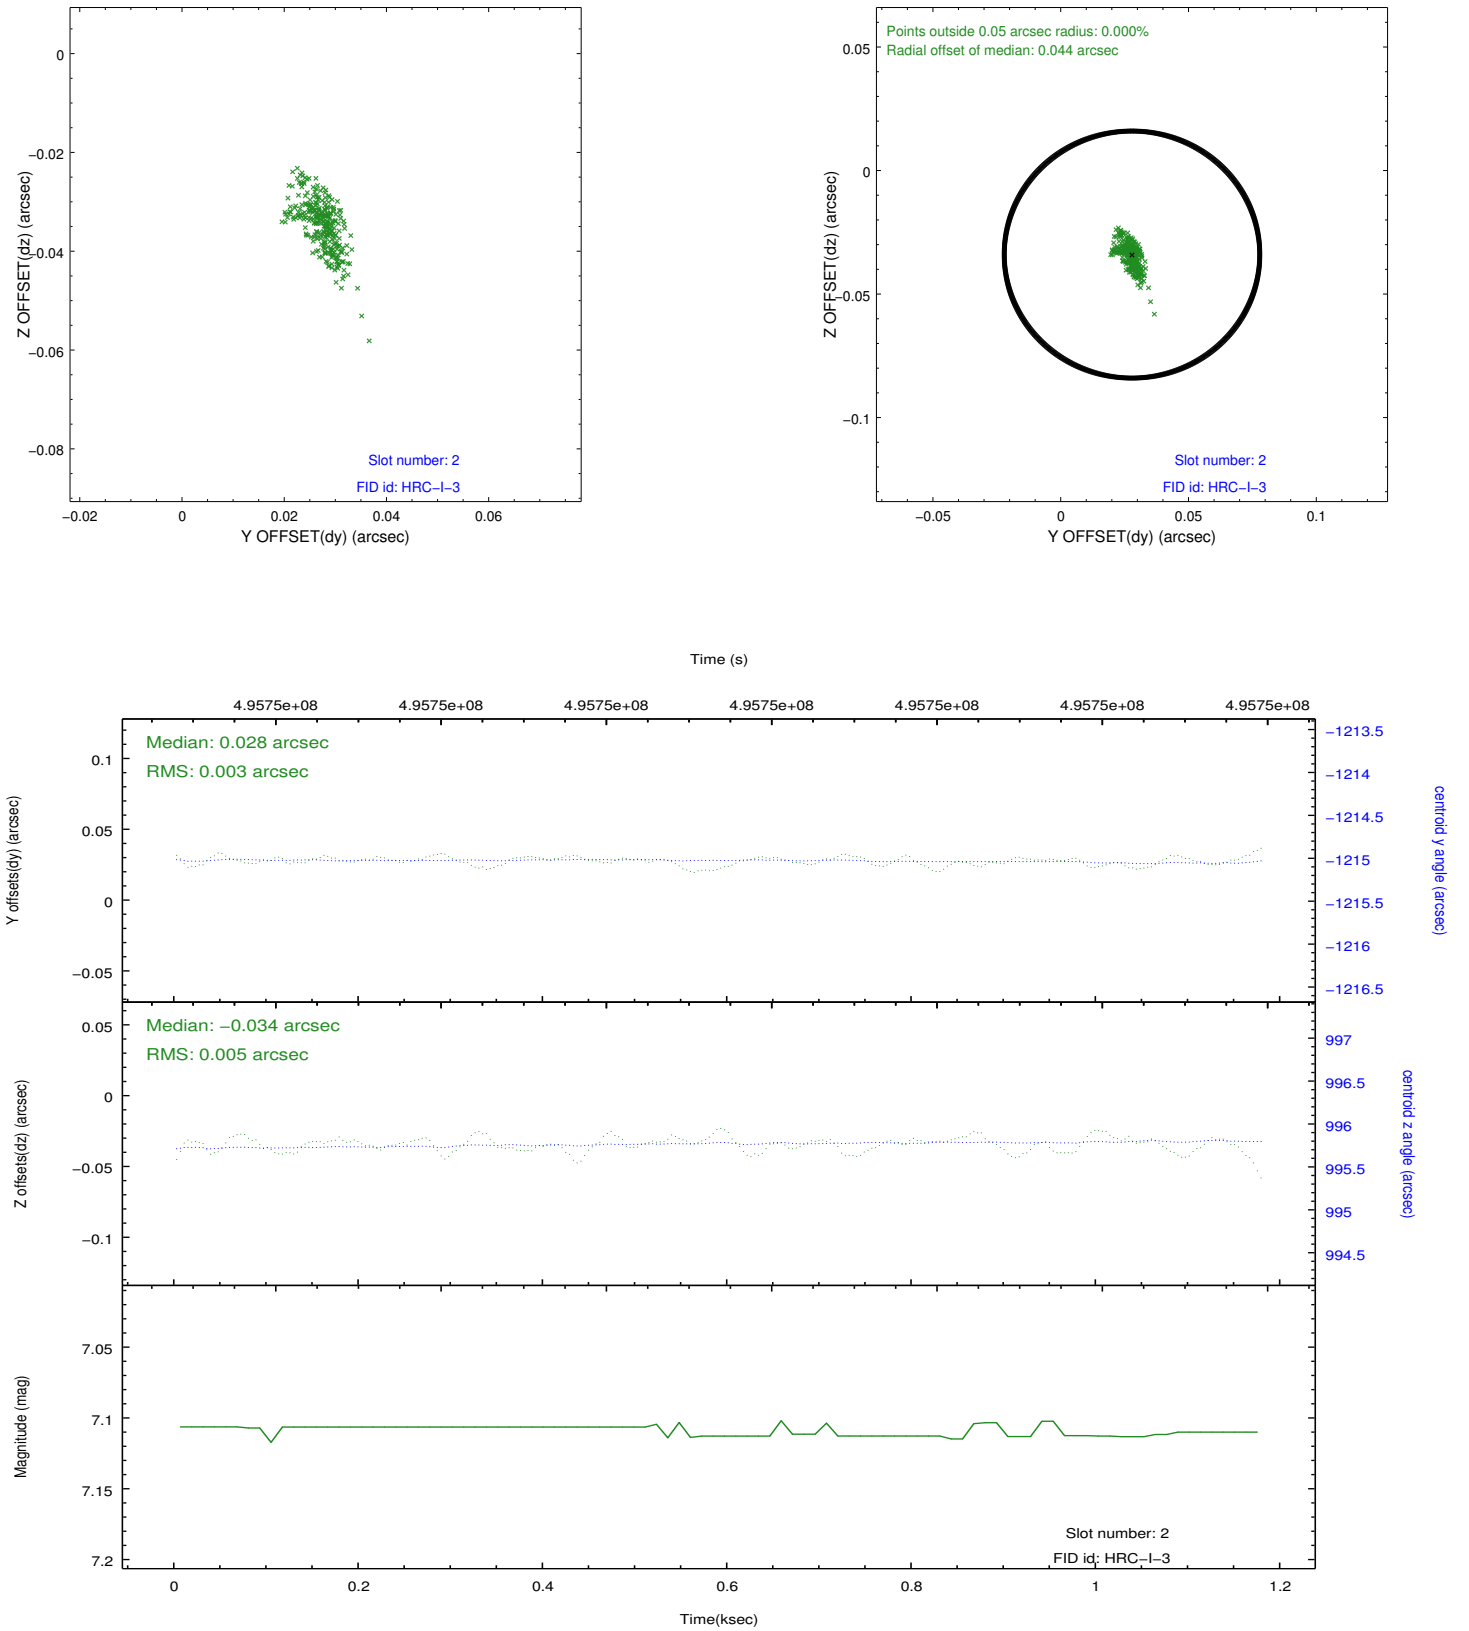 0
−0.02
−0.04
−0.06
−0.08
Z OFFSET(dz) (arcsec)
Slot number: 2
FID id: HRC−I−3
−0.02
0
0.02
0.04
0.06
Y OFFSET(dy) (arcsec)
Points outside 0.05 arcsec radius: 0.000%
Radial offset of median: 0.044 arcsec
0.05
0
−0.05
−0.1
Z OFFSET(dz) (arcsec)
Slot number: 2
FID id: HRC−I−3
−0.05
0
0.05
0.1
Y OFFSET(dy) (arcsec)
Time (s)
4.9575e+08
4.9575e+08
4.9575e+08
4.9575e+08
4.9575e+08
4.9575e+08
4.9575e+08
Median: 0.028 arcsec
RMS: 0.003 arcsec
0.1
0.05
0
−0.05
Y offsets(dy) (arcsec)
−1213.5
−1214
−1214.5
−1215
−1215.5
−1216
−1216.5
centroid y angle (arcsec)
Median: −0.034 arcsec
RMS: 0.005 arcsec
0.05
0
−0.05
−0.1
Z offsets(dz) (arcsec)
997
996.5
996
995.5
995
994.5
centroid z angle (arcsec)
7.05
7.1
7.15
7.2
Magnitude (mag)
Slot number: 2
FID id: HRC−I−3
0
0.2
0.4
0.6
0.8
1
1.2
Time(ksec)